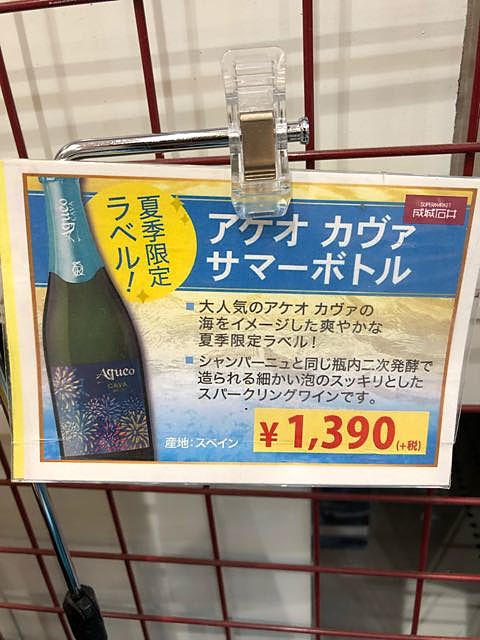 SUPERMARKET
成城石井
夏季限定
ラベル!
アケオ カヴァ
サマーボトル
大人気のアケオ カヴァの
海をイメージした爽やかな
夏季限定ラベル!
シャンパーニュと同じ瓶内二次発酵で
造られる細かい泡のスッキリとした
スパークリングワインです。
Aqueo
CAVA
産地:スペイン
¥1,390(+税)